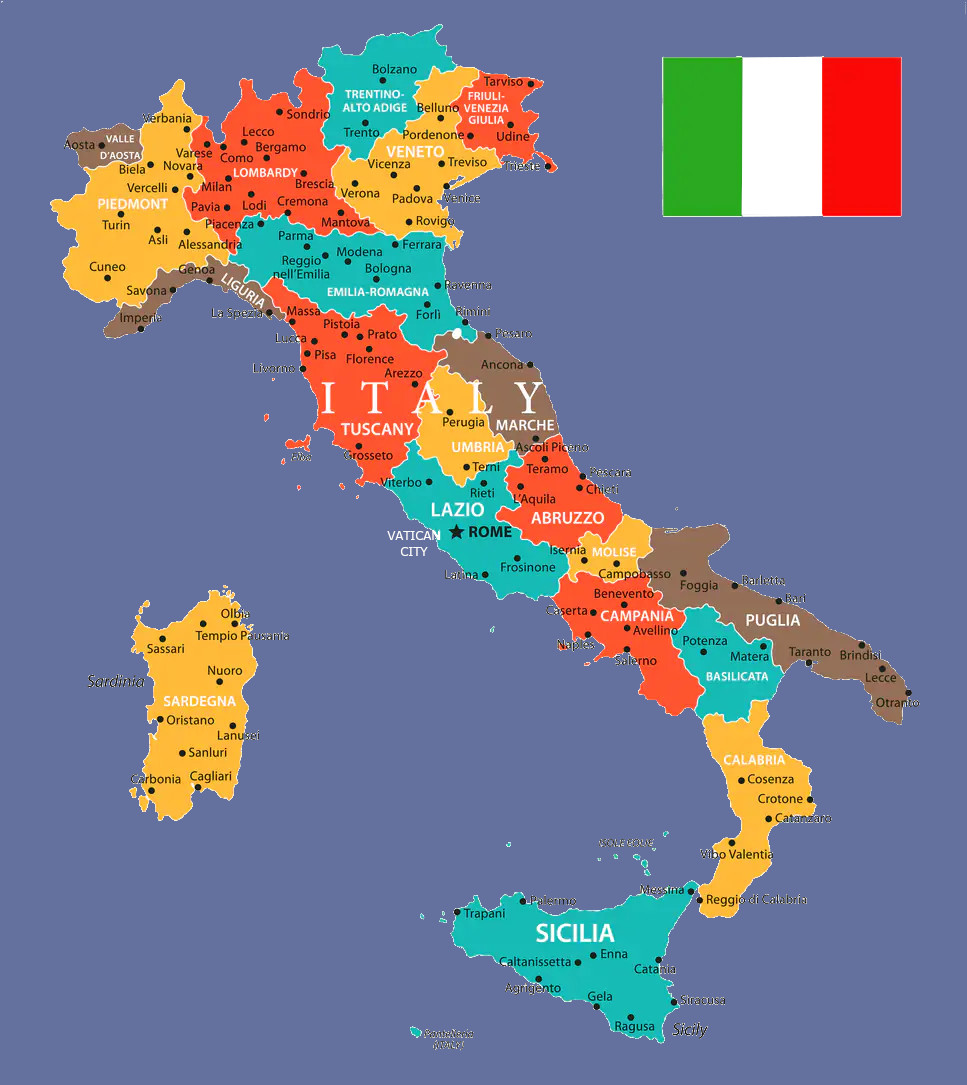 Bolzano
TRENTINO-
ALTO ADIGE
Trento
Tarviso
FRIULI-
VENEZIA
GIULIA
Belluno
Pordenone
Udine
Trieste
VENETO
Treviso
Vicenza
Verona
Padova
Venice
Rovigo
Sondrio
Lecco
Bergamo
Varese
Como
LOMBARDY
Milan
Brescia
Pavia
Lodi
Cremona
Mantova
Aosta
VALLE
D'AOSTA
Verbania
Biela
Novara
Vercelli
PIEDMONT
Turin
Asli
Alessandria
Cuneo
Piacenza
Parma
Reggio
nell'Emilia
Modena
Bologna
Ferrara
EMILIA-ROMAGNA
Ravenna
Forlì
Rimini
Genoa
Savona
LIGURIA
Imperia
La Spezia
Massa
Pistoia
Prato
Lucca
Pisa
Florence
Livorno
Arezzo
ITALY
TUSCANY
Grosseto
Elba
Pesaro
Ancona
MARCHE
Ascoli Piceno
Perugia
UMBRIA
Terni
Teramo
Pescara
Chieti
L'Aquila
ABRUZZO
Viterbo
Rieti
LAZIO
ROME
VATICAN
CITY
Latina
Frosinone
Isernia
MOLISE
Campobasso
Foggia
Barletta
Bari
PUGLIA
Taranto
Brindisi
Lecce
Otranto
Benevento
Caserta
CAMPANIA
Avellino
Naples
Salerno
Potenza
Matera
BASILICATA
Olbia
Tempio Pausania
Sassari
Nuoro
Sardinia
SARDEGNA
Oristano
Lanusei
Sanluri
Carbonia
Cagliari
CALABRIA
Cosenza
Crotone
Catanzaro
Vibo Valentia
Reggio di Calabria
Messina
Palermo
Trapani
SICILIA
Enna
Caltanissetta
Catania
Agrigento
Gela
Siracusa
Ragusa
Sicily